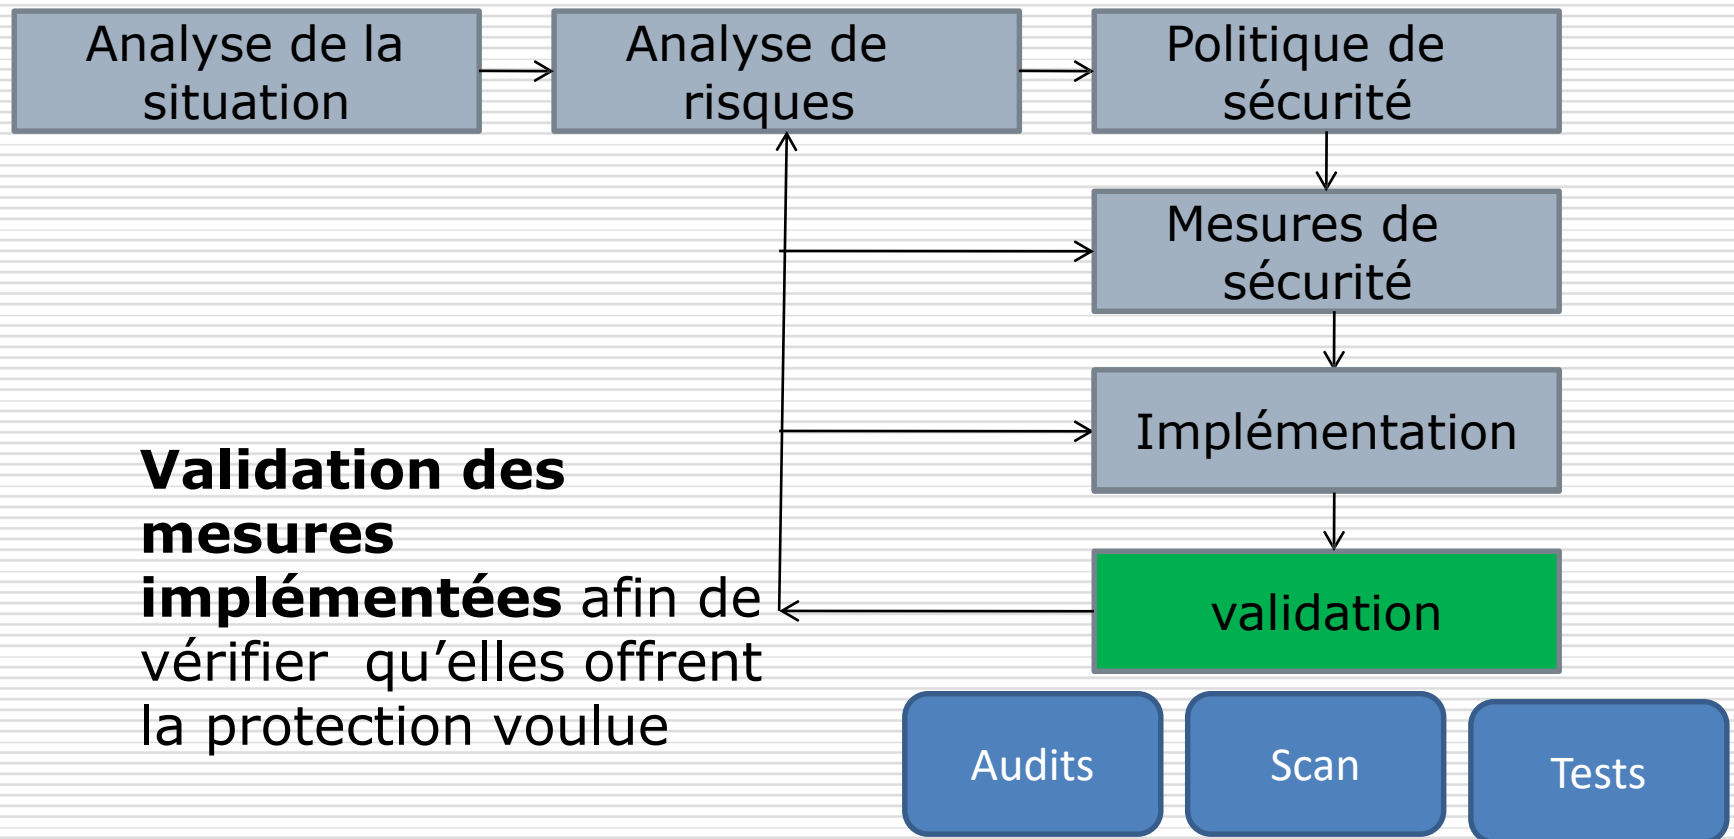 Analyse de la
situation
Analyse de
risques
Politique de
sécurité
Mesures de
sécurité
Implémentation
Validation des
mesures
implémentées afin de
vérifier  qu’elles offrent
la protection voulue
validation
Audits
Scan
Tests